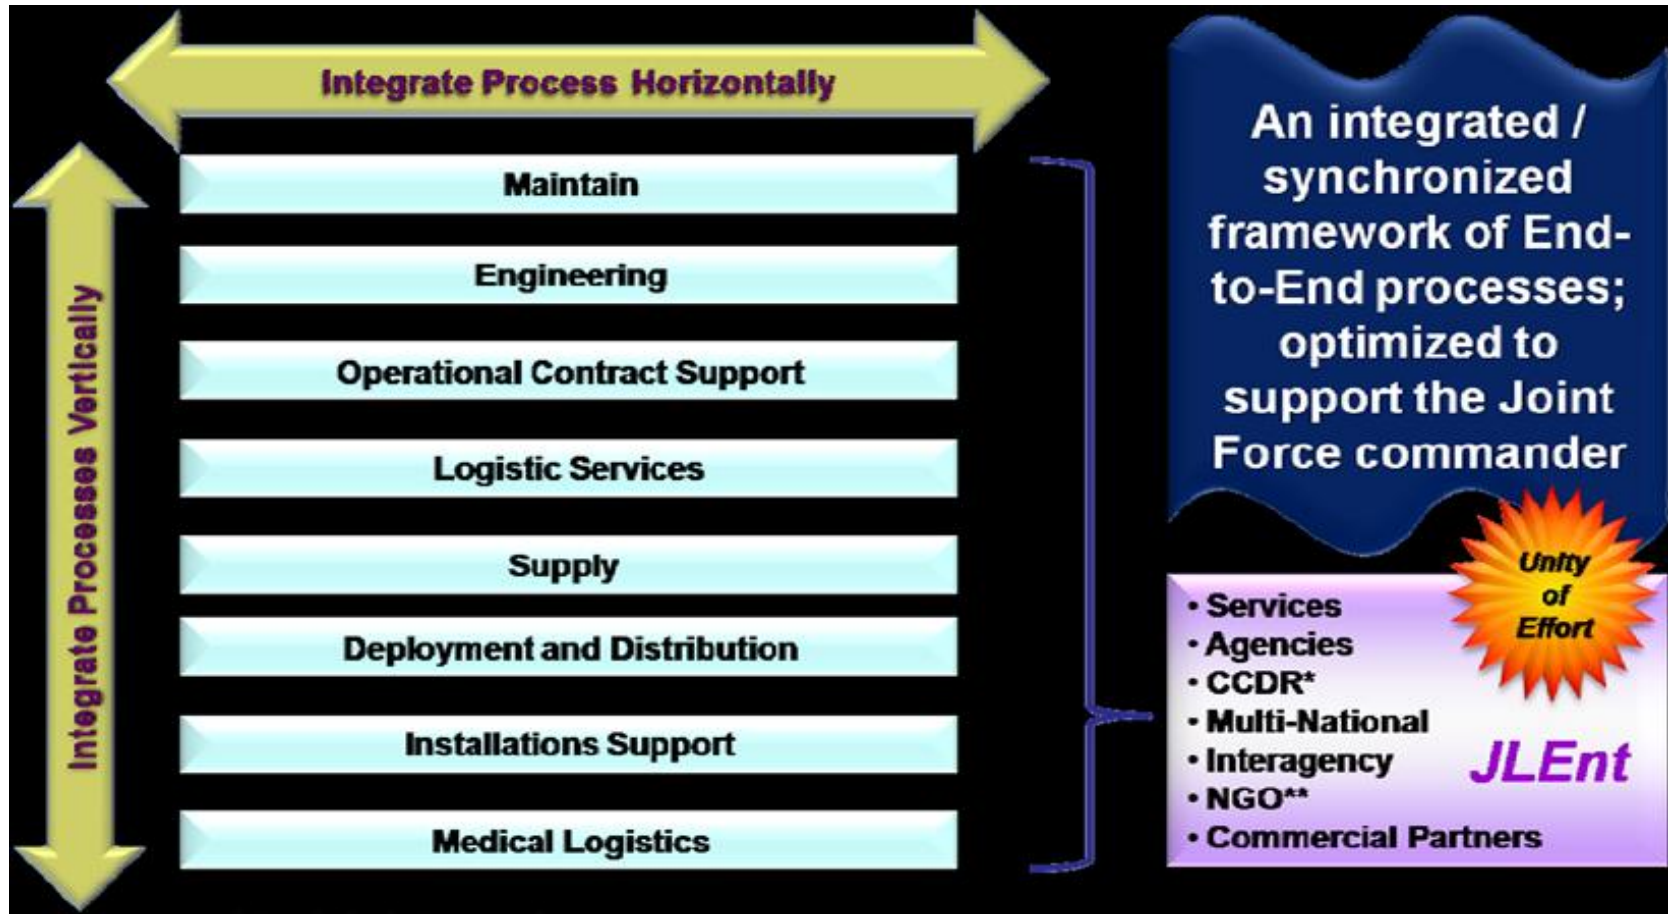 Integrate Process Horizontally
Integrate Processes Vertically
Maintain
Engineering
Operational Contract Support
Logistic Services
Supply
Deployment and Distribution
Installations Support
Medical Logistics
An integrated /
synchronized
framework of End-
to-End processes;
optimized to
support the Joint
Force commander
Unity
of
Effort
• Services
• Agencies
• CCDR*
• Multi-National
• Interagency
• NGO**
• Commercial Partners
JLEnt